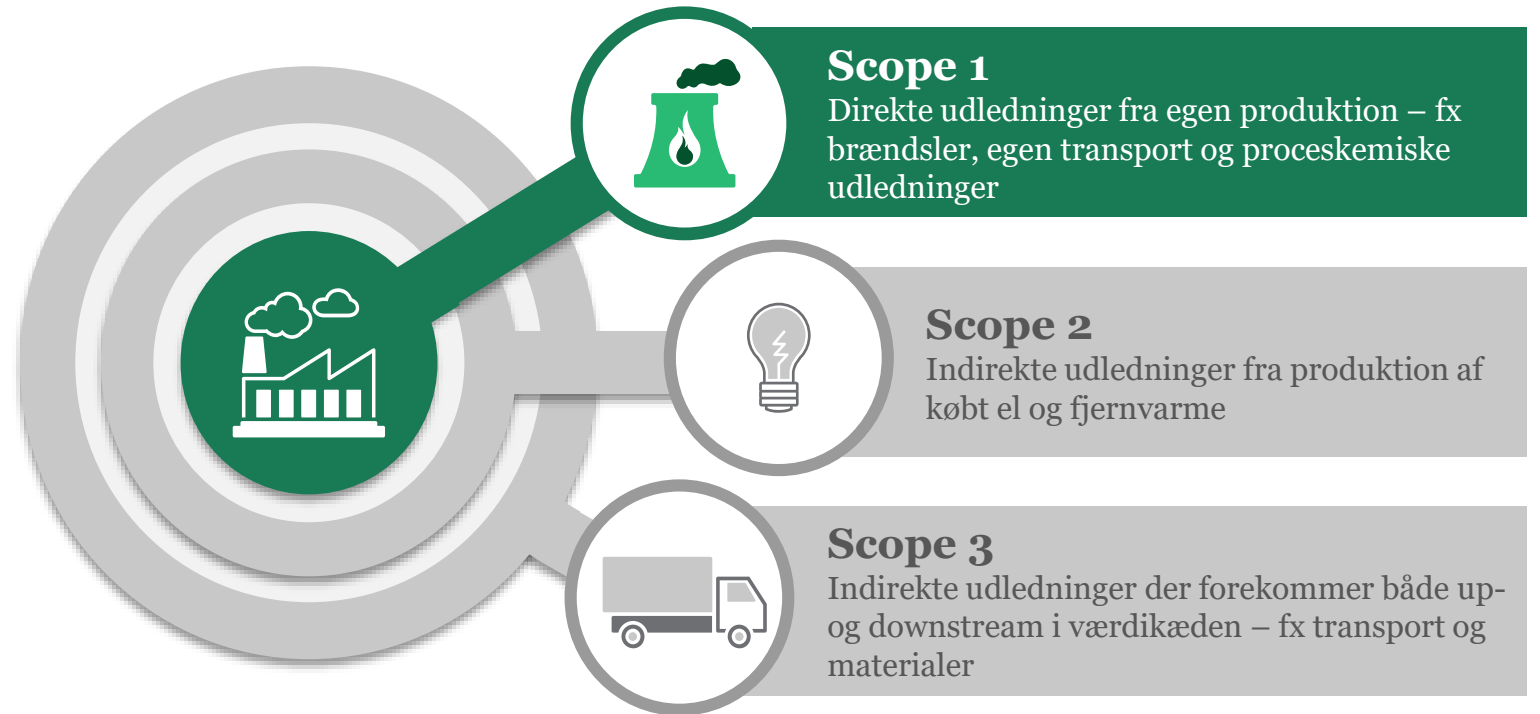 Scope 1
Direkte udledninger fra egen produktion – fx
brændsler, egen transport og proceskemiske
udledninger
Scope 2
Indirekte udledninger fra produktion af
købt el og fjernvarme
Scope 3
Indirekte udledninger der forekommer både up-
og downstream i værdikæden – fx transport og
materialer